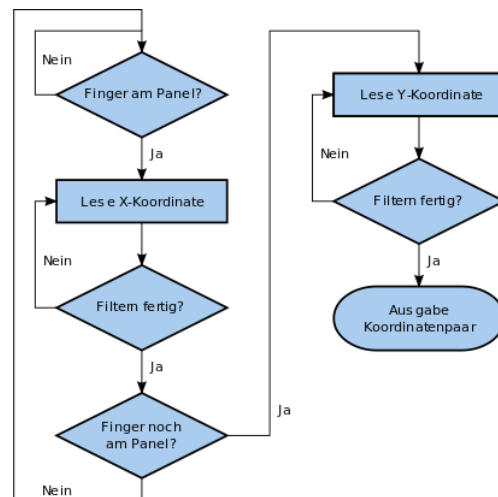 Nein
Finger am Panel?
Ja
Lese X-Koordinate
Nein
Filtern fertig?
Ja
Finger noch
am Panel?
Nein
Ja
Lese Y-Koordinate
Nein
Filtern fertig?
Ja
Ausgabe
Koordinatenpaar